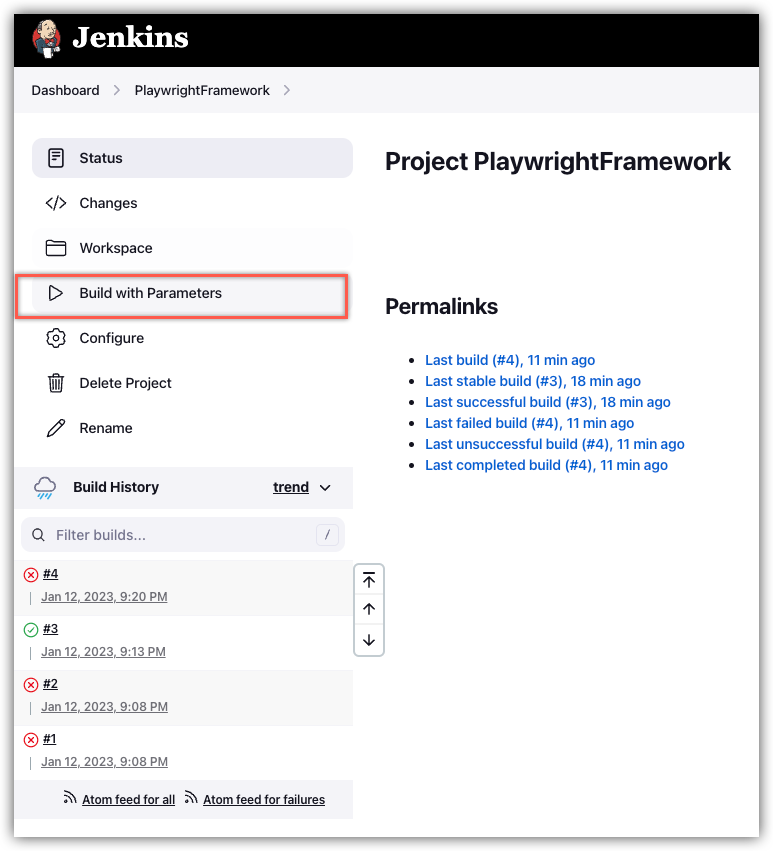 Jenkins
Dashboard
PlaywrightFramework
Status
Changes
Workspace
Build with Parameters
Configure
Delete Project
Rename
Build History
trend
Filter builds...
/
#4
Jan 12, 2023, 9:20 PM
#3
Jan 12, 2023, 9:13 PM
#2
Jan 12, 2023, 9:08 PM
#1
Jan 12, 2023, 9:08 PM
Atom feed for all
Atom feed for failures
Project PlaywrightFramework
Permalinks
Last build (#4), 11 min ago
Last stable build (#3), 18 min ago
Last successful build (#3), 18 min ago
Last failed build (#4), 11 min ago
Last unsuccessful build (#4), 11 min ago
Last completed build (#4), 11 min ago